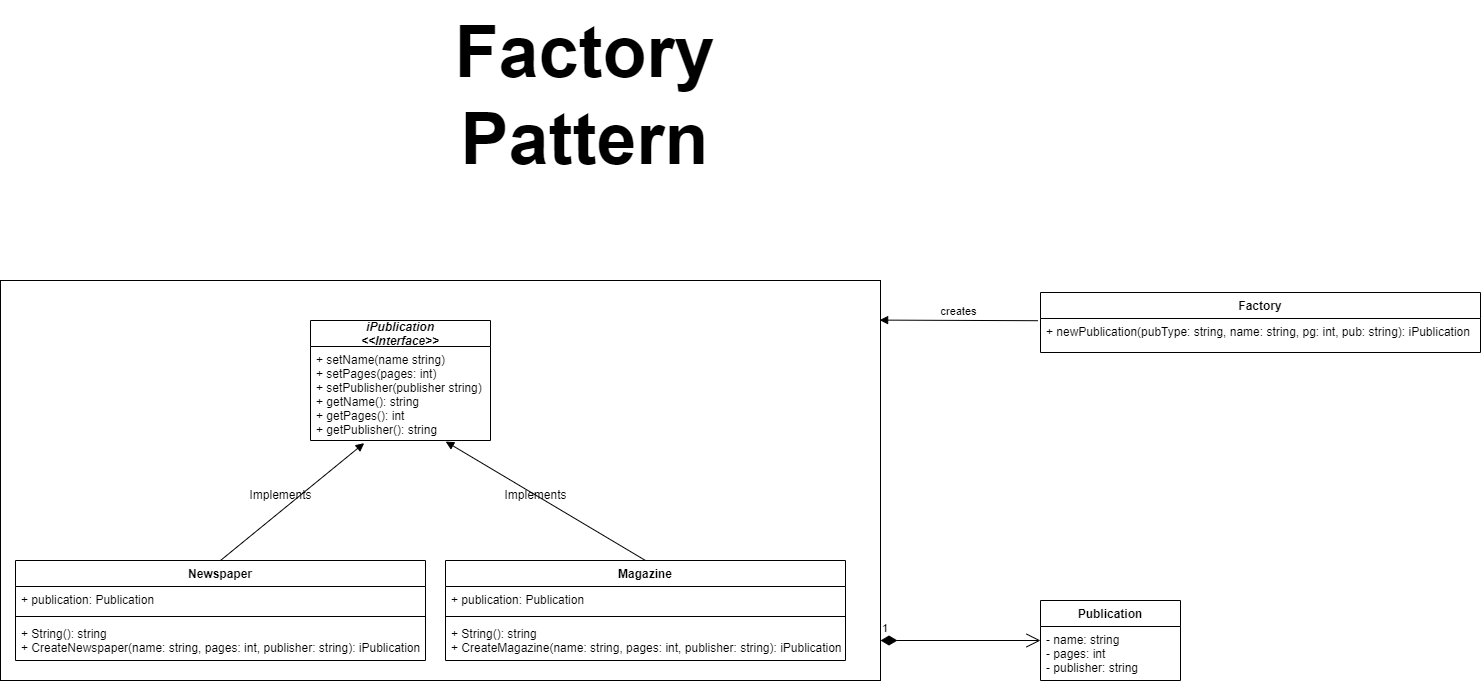 Factory
Pattern
iPublication
<<Interface>>
+ setName(name string)
+ setPages(pages: int)
+ setPublisher(publisher string)
+ getName(): string
+ getPages(): int
+ getPublisher(): string
creates
Factory
+ newPublication(pubType: string, name: string, pg: int, pub: string): iPublication
Implements
Implements
Newspaper
+ publication: Publication
+ String(): string
+ CreateNewspaper(name: string, pages: int, publisher: string): iPublication
Magazine
+ publication: Publication
+ String(): string
+ CreateMagazine(name: string, pages: int, publisher: string): iPublication
1
Publication
- name: string
- pages: int
- publisher: string